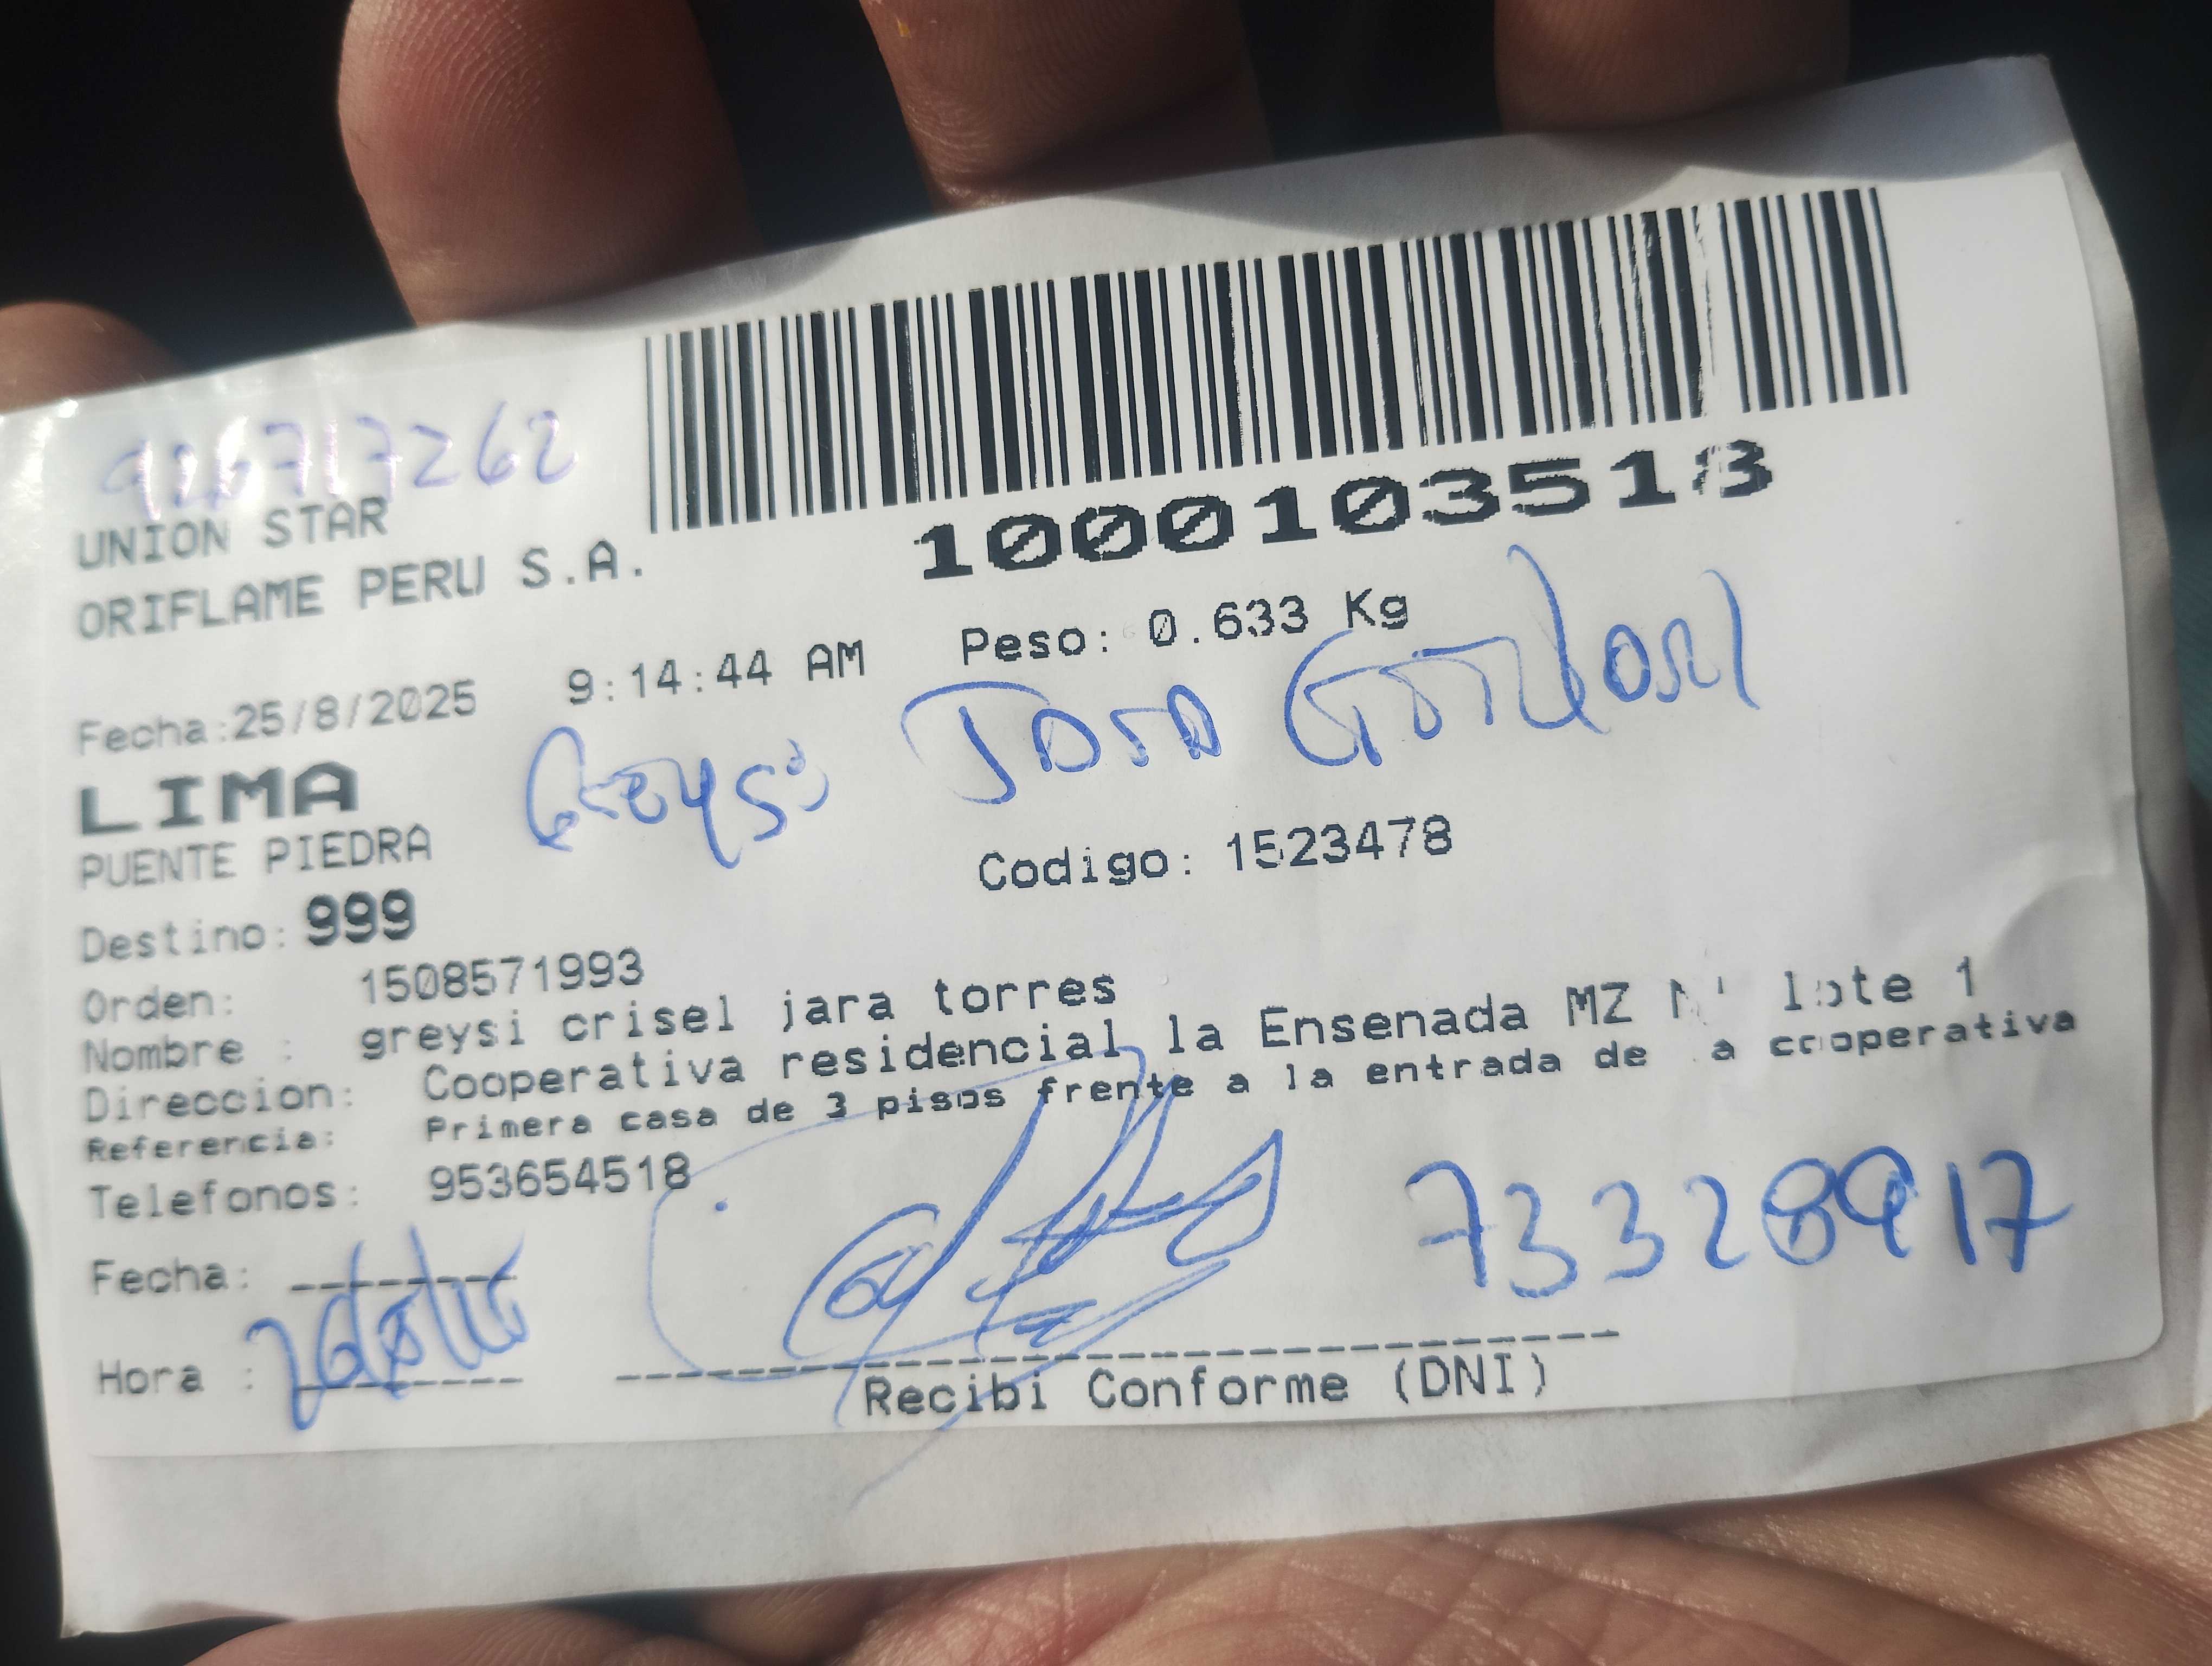 926717262
UNION STAR
ORIFLAME PERU S.A.
1000103518
Fecha:25/8/2025 9:14:44 AM Peso: 0.633 Kg
LIMA
Greysi
PUENTE PIEDRA
Codigo: 1523478
Destino: 999
Orden: 1508571993
Nombre : greysi crisel jara torres
Direccion: Cooperativa residencial la Ensenada MZ lote 1
Referencia: Primera casa de 3 pisos frente a la entrada de a cooperativa
Telefonos: 953654518
73328917
Fecha:
Hora :
Recibi Conforme (DNI)